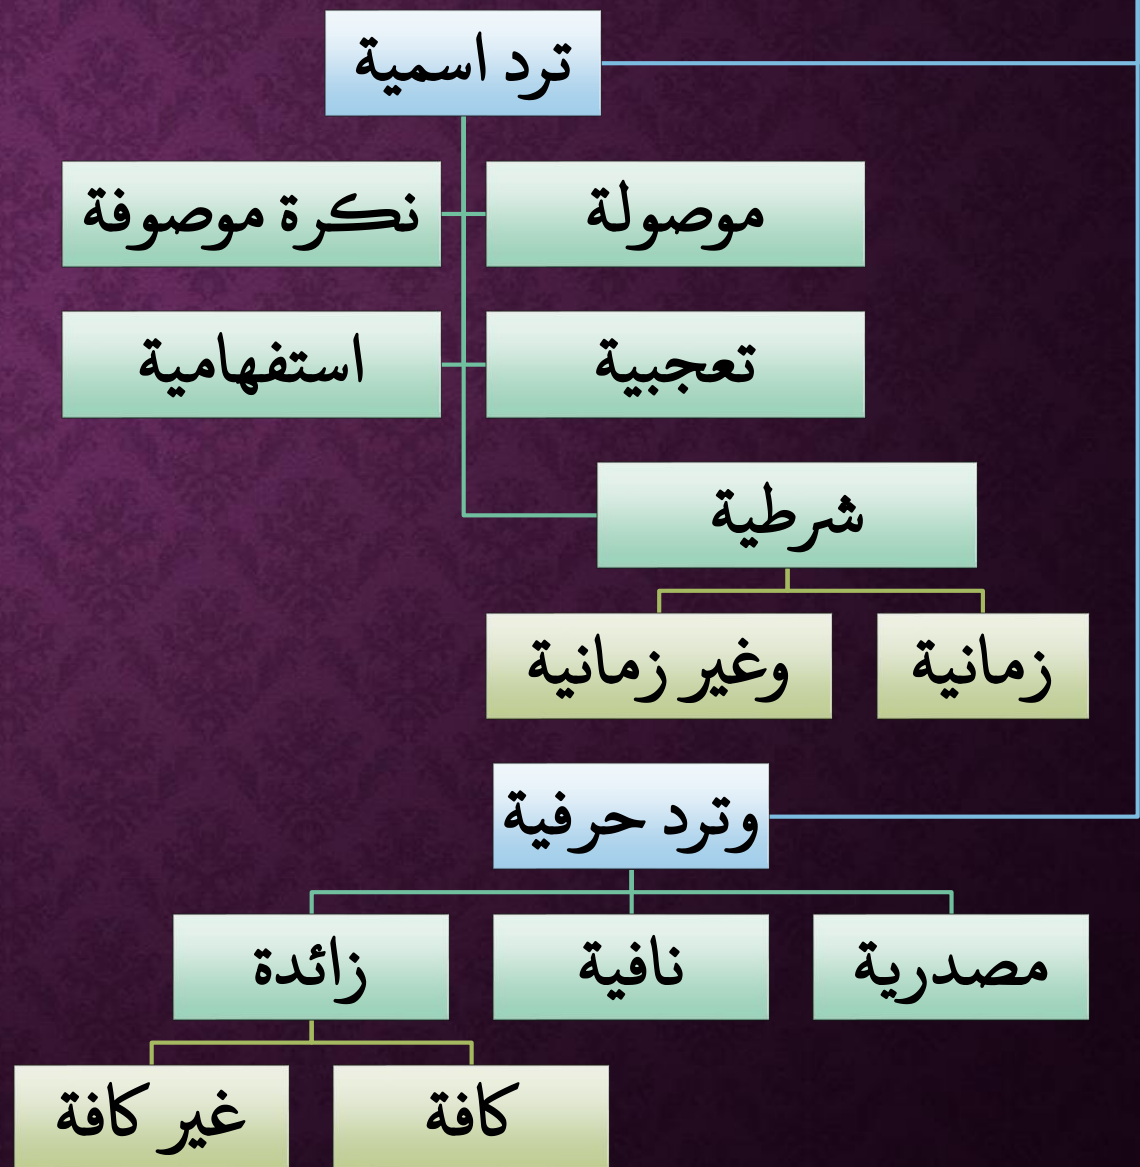 ترد اسمية
موصولة
نكرة موصوفة
تعجبية
استفهامية
شرطية
زمانية
وغير زمانية
وترد حرفية
مصدرية
نافية
زائدة
كافة
غير كافة